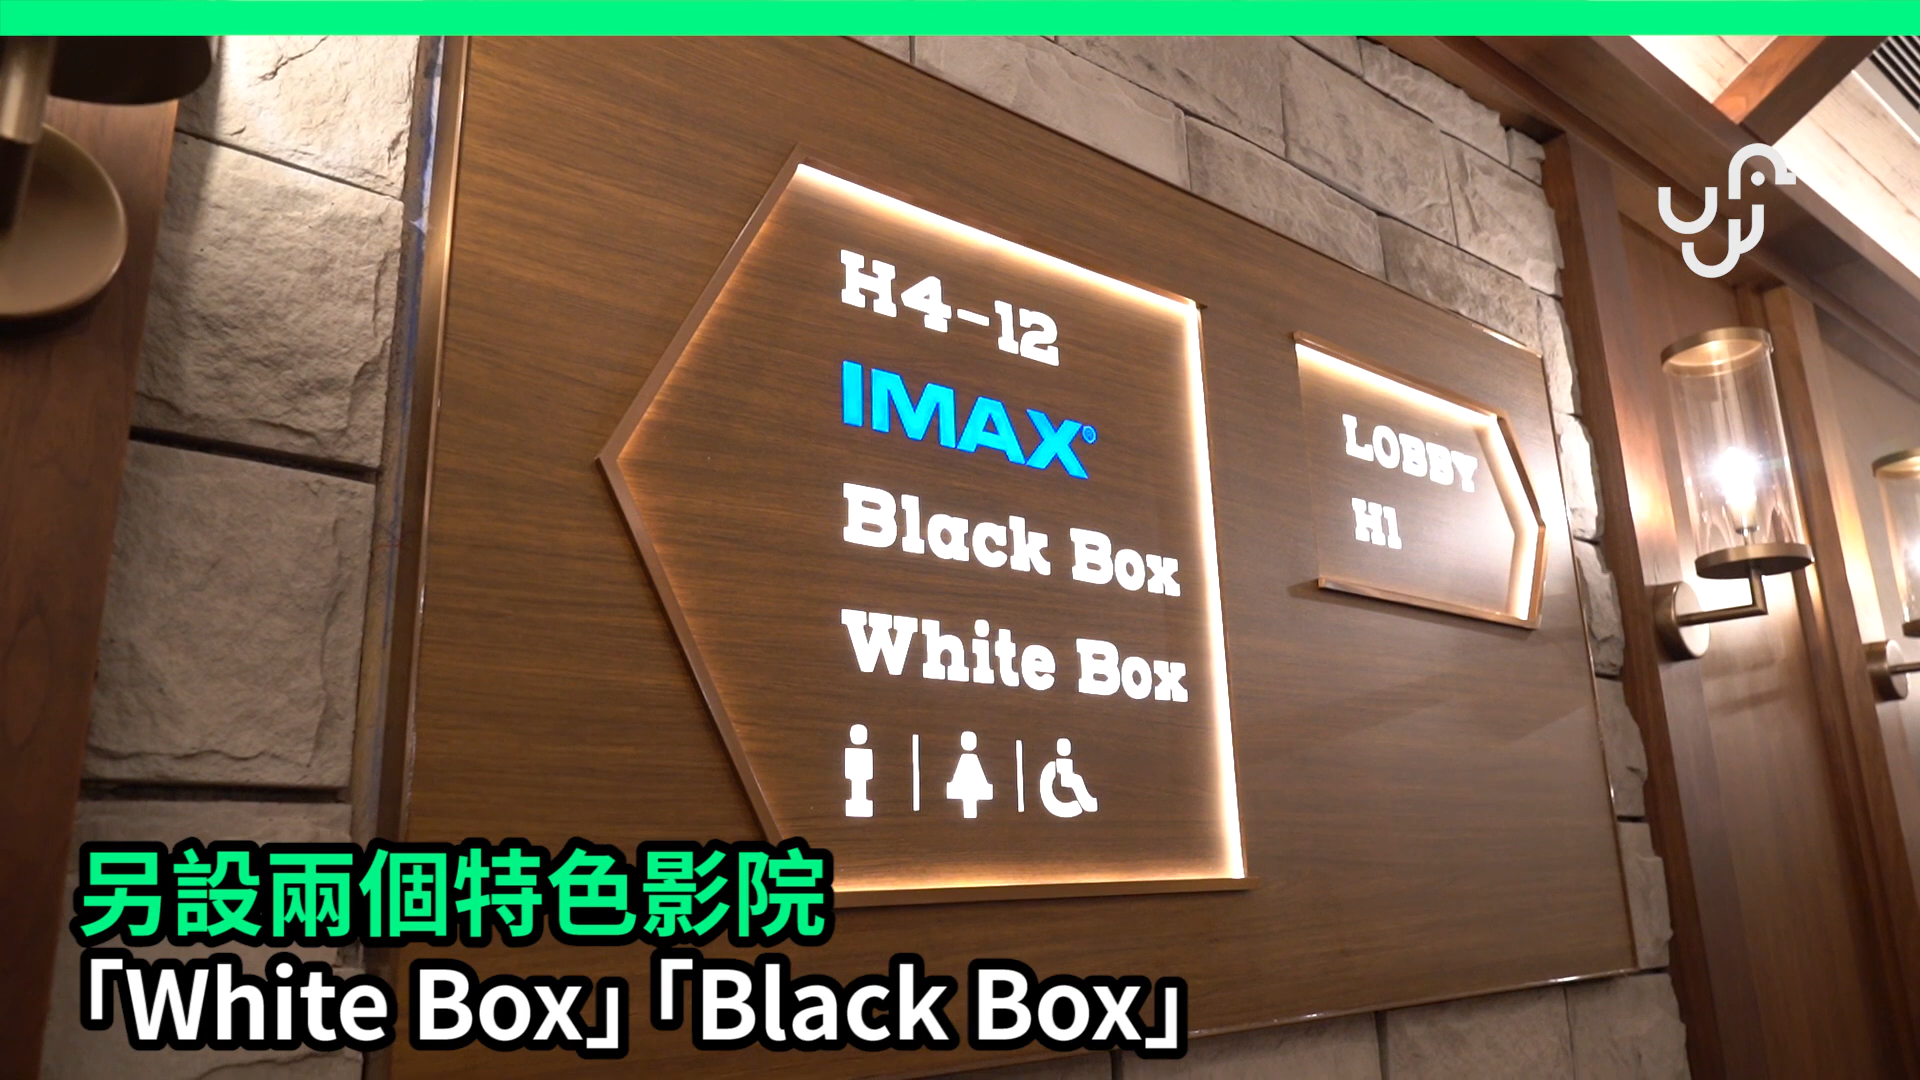 H4-12
IMAX®
Black Box
White Box
LOBBY
H1
另設兩個特色影院
「White Box」「Black Box」